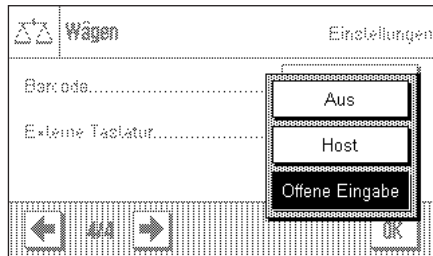 Wägen
Einstellungen
Barcode
Aus
Externe Tastatur
Host
Offene Eingabe
4/4
OK